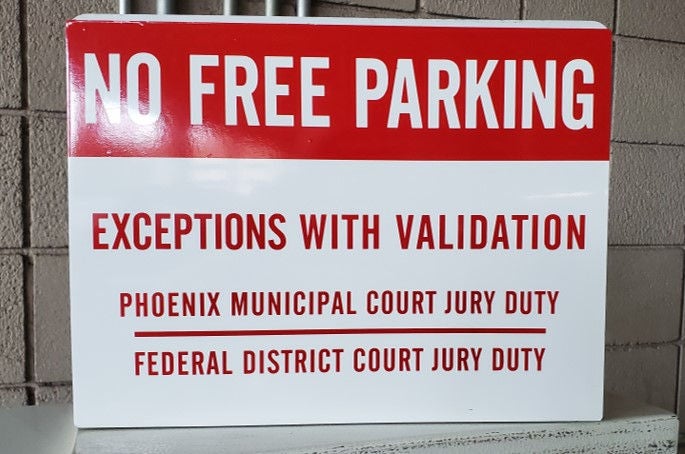 NO FREE PARKING
EXCEPTIONS WITH VALIDATION
PHOENIX MUNICIPAL COURT JURY DUTY
FEDERAL DISTRICT COURT JURY DUTY